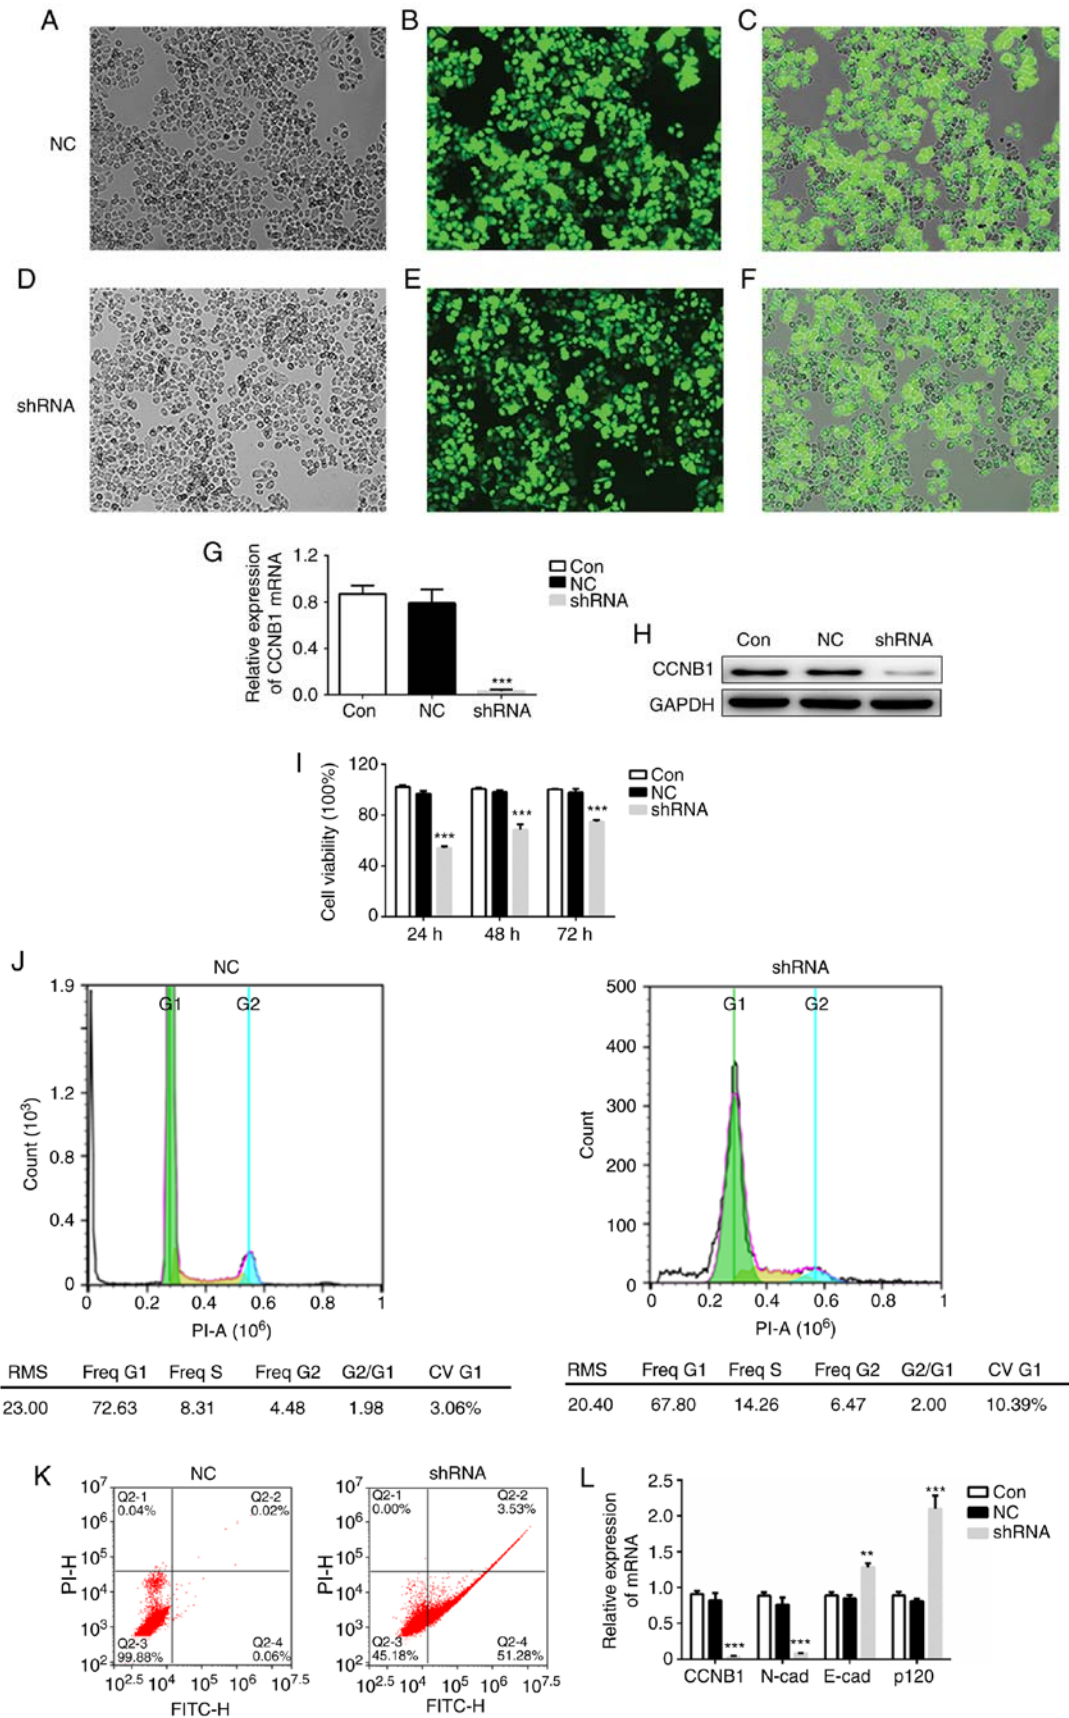 A
B
C
NC
D
E
F
shRNA
G
Relative expression
of CCNB1 mRNA
1.2
0.8
0.4
0.0
***
Con
NC
shRNA
Con
NC
shRNA
H
Con NC shRNA
CCNB1
GAPDH
I
Cell viability (100%)
120
80
40
0
***
***
***
24 h 48 h 72 h
Con
NC
shRNA
J
NC
G1 G2
Count (10³)
1.9
1.2
0.8
0.4
0
0 0.2 0.4 0.6 0.8 1
PI-A (10⁶)
RMS Freq G1 Freq S Freq G2 G2/G1 CV G1
23.00 72.63 8.31 4.48 1.98 3.06%
shRNA
G1 G2
Count
500
400
300
200
100
0
0 0.2 0.4 0.6 0.8 1
PI-A (10⁶)
RMS Freq G1 Freq S Freq G2 G2/G1 CV G1
20.40 67.80 14.26 6.47 2.00 10.39%
K
NC
PI-H
10⁷
10⁶
10⁵
10⁴
10³
10²
Q2-1
0.04%
Q2-2
0.02%
Q2-3
99.88%
Q2-4
0.06%
10²·⁵ 10⁴ 10⁵ 10⁶ 10⁷·⁵
FITC-H
shRNA
PI-H
10⁷
10⁶
10⁵
10⁴
10³
10²
Q2-1
0.00%
Q2-2
3.53%
Q2-3
45.18%
Q2-4
51.28%
10²·⁵ 10⁴ 10⁵ 10⁶ 10⁷·⁵
FITC-H
L
Relative expression
of mRNA
2.5
2.0
1.5
1.0
0.5
0
***
***
**
***
CCNB1 N-cad E-cad p120
Con
NC
shRNA